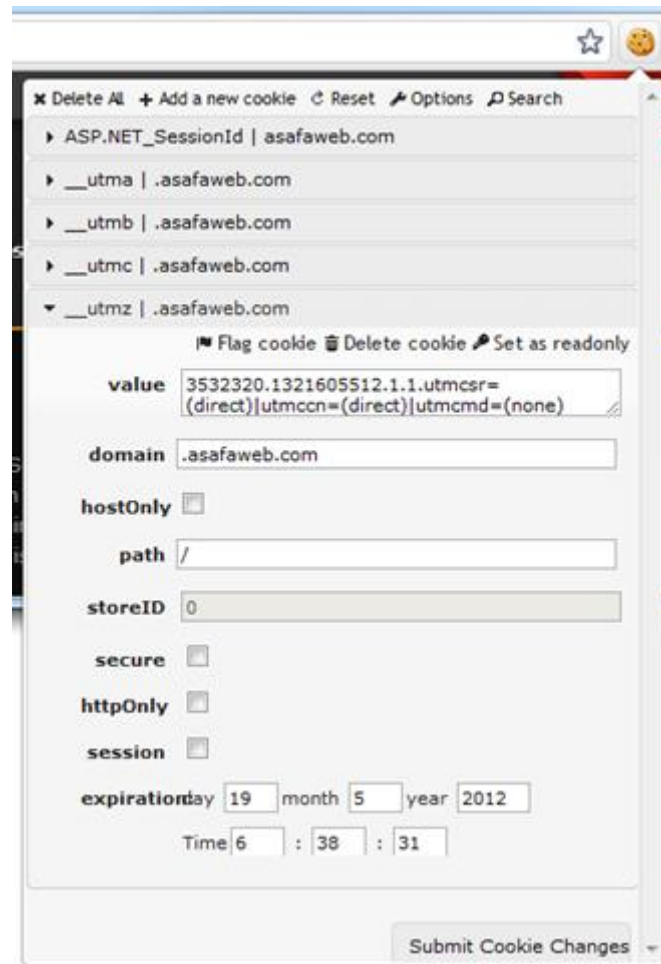 Delete All Add a new cookie Reset Options Search
ASP.NET_SessionId | asafaweb.com
__utma | .asafaweb.com
__utmb | .asafaweb.com
__utmc | .asafaweb.com
__utmz | .asafaweb.com
Flag cookie Delete cookie Set as readonly
value 3532320.1321605512.1.1.utmcsr=
(direct)|utmccn=(direct)|utmcmd=(none)
domain .asafaweb.com
hostOnly
path /
storeID 0
secure
httpOnly
session
expiration day 19 month 5 year 2012
Time 6 : 38 : 31
Submit Cookie Changes